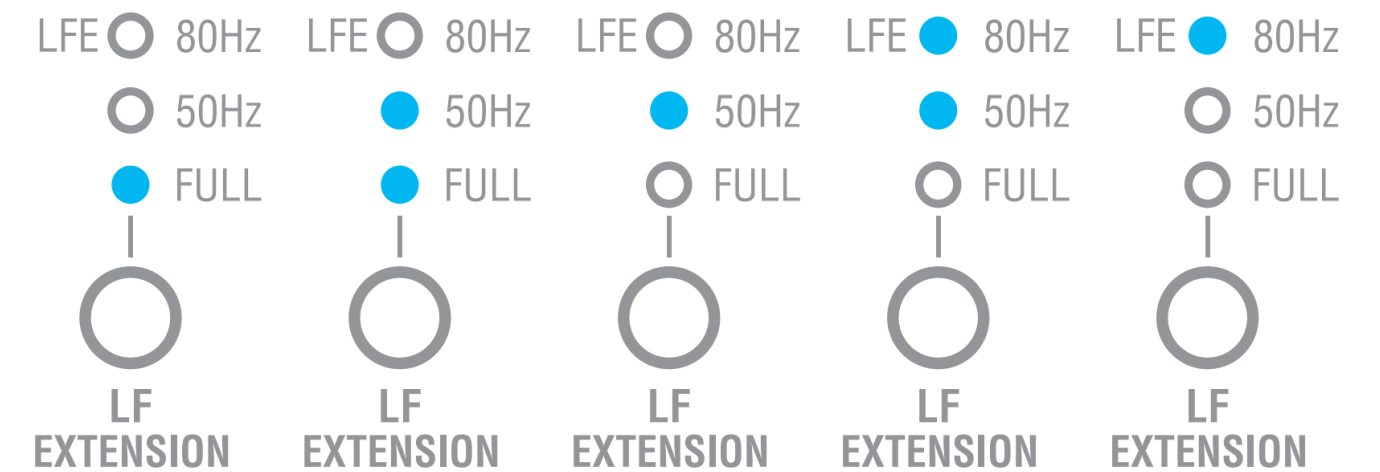 LFE 80Hz LFE 80Hz LFE 80Hz LFE 80Hz LFE 80Hz
50Hz 50Hz 50Hz 50Hz 50Hz
FULL FULL FULL FULL FULL
LF LF LF LF LF
EXTENSION EXTENSION EXTENSION EXTENSION EXTENSION